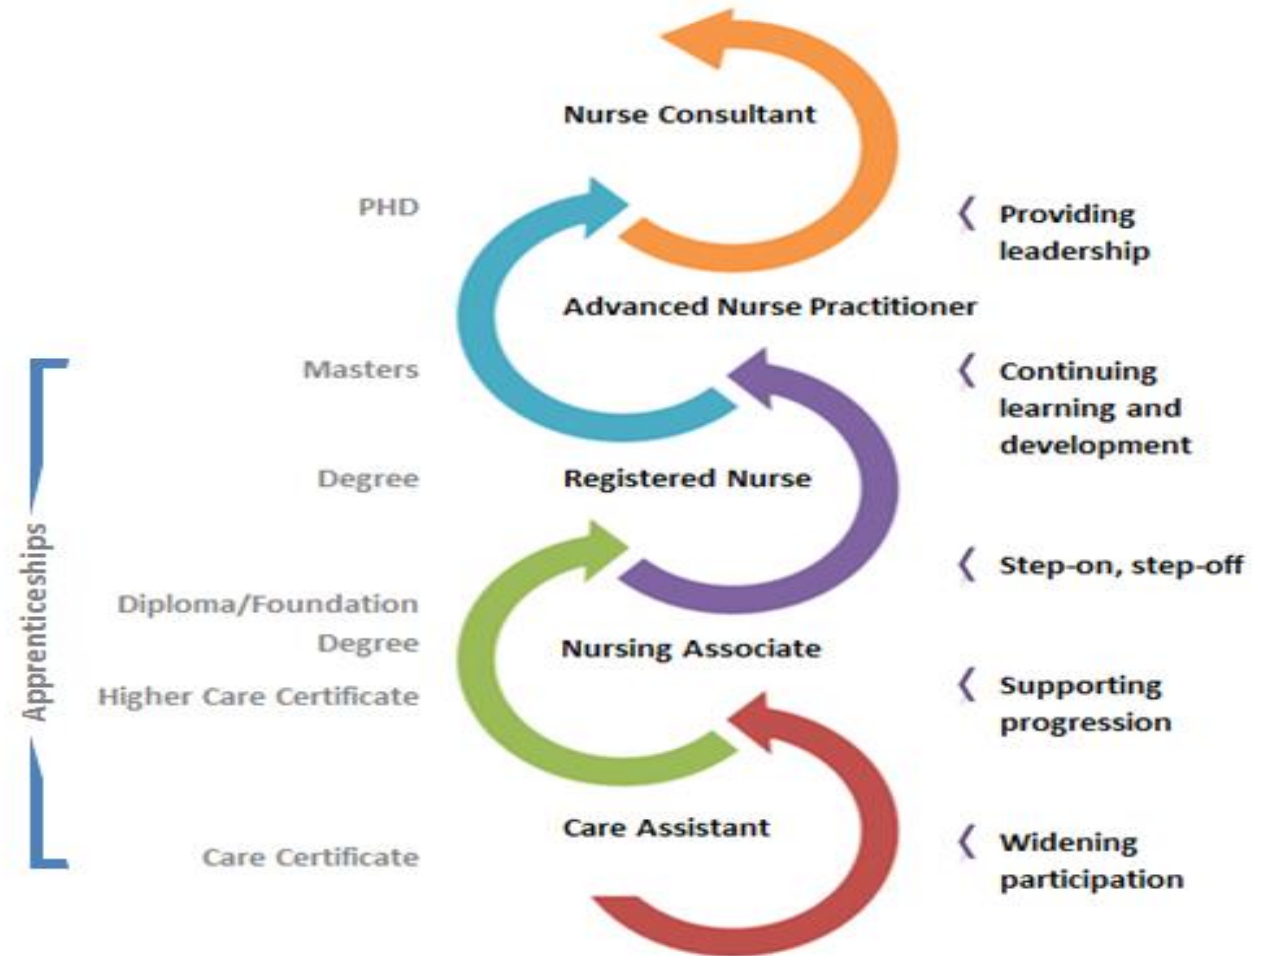 Nurse Consultant
PHD
Providing
leadership
Advanced Nurse Practitioner
Masters
Continuing
learning and
development
Degree
Registered Nurse
Step-on, step-off
Apprenticeships
Diploma/Foundation
Degree
Nursing Associate
Higher Care Certificate
Supporting
progression
Care Assistant
Care Certificate
Widening
participation